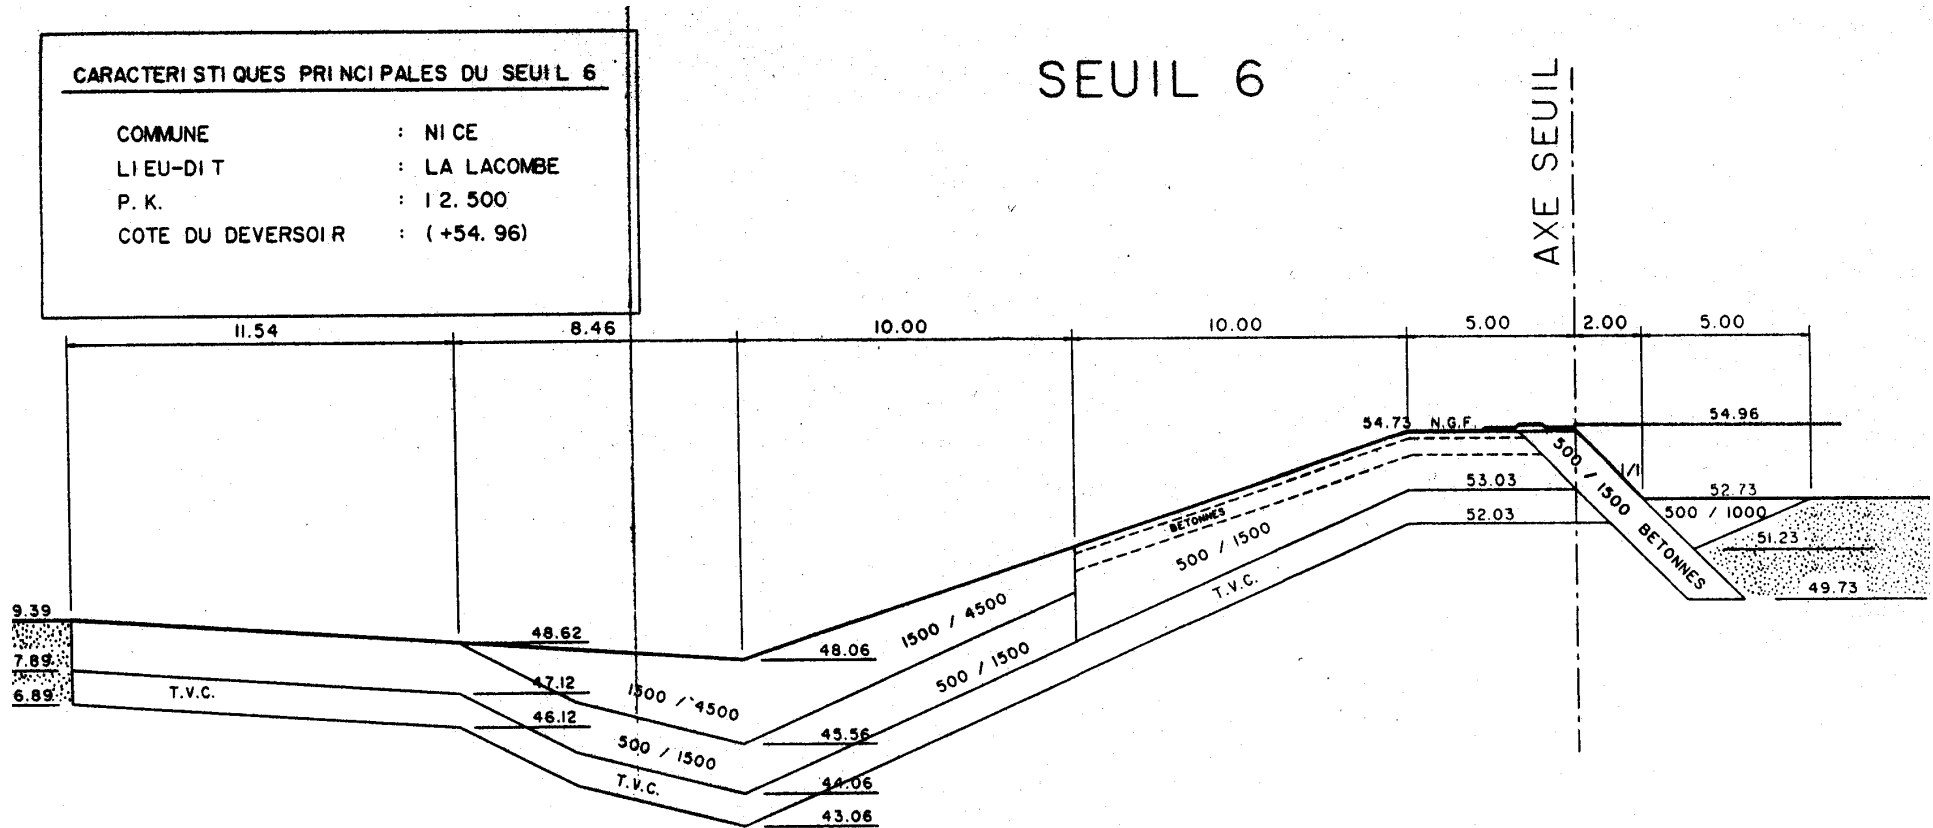 CARACTERISTIQUES PRINCIPALES DU SEUIL 6
COMMUNE : NICE
LIEU-DIT : LA LACOMBE
P.K. : 12.500
COTE DU DEVERSOIR : (+54.96)
SEUIL 6
AXE SEUIL
11.54 8.46 10.00 10.00 5.00 2.00 5.00
54.73 N.G.F. 54.96
500 / 1500 BETONNES
1/1
53.03
52.03
52.73
500 / 1000
51.23
49.73
BETONNES
500 / 1500
T.V.C.
9.39
7.89
6.89
T.V.C.
48.62
47.12
46.12
1500 / 4500
500 / 1500
T.V.C.
48.06
45.56
44.06
43.06
1500 / 4500
500 / 1500